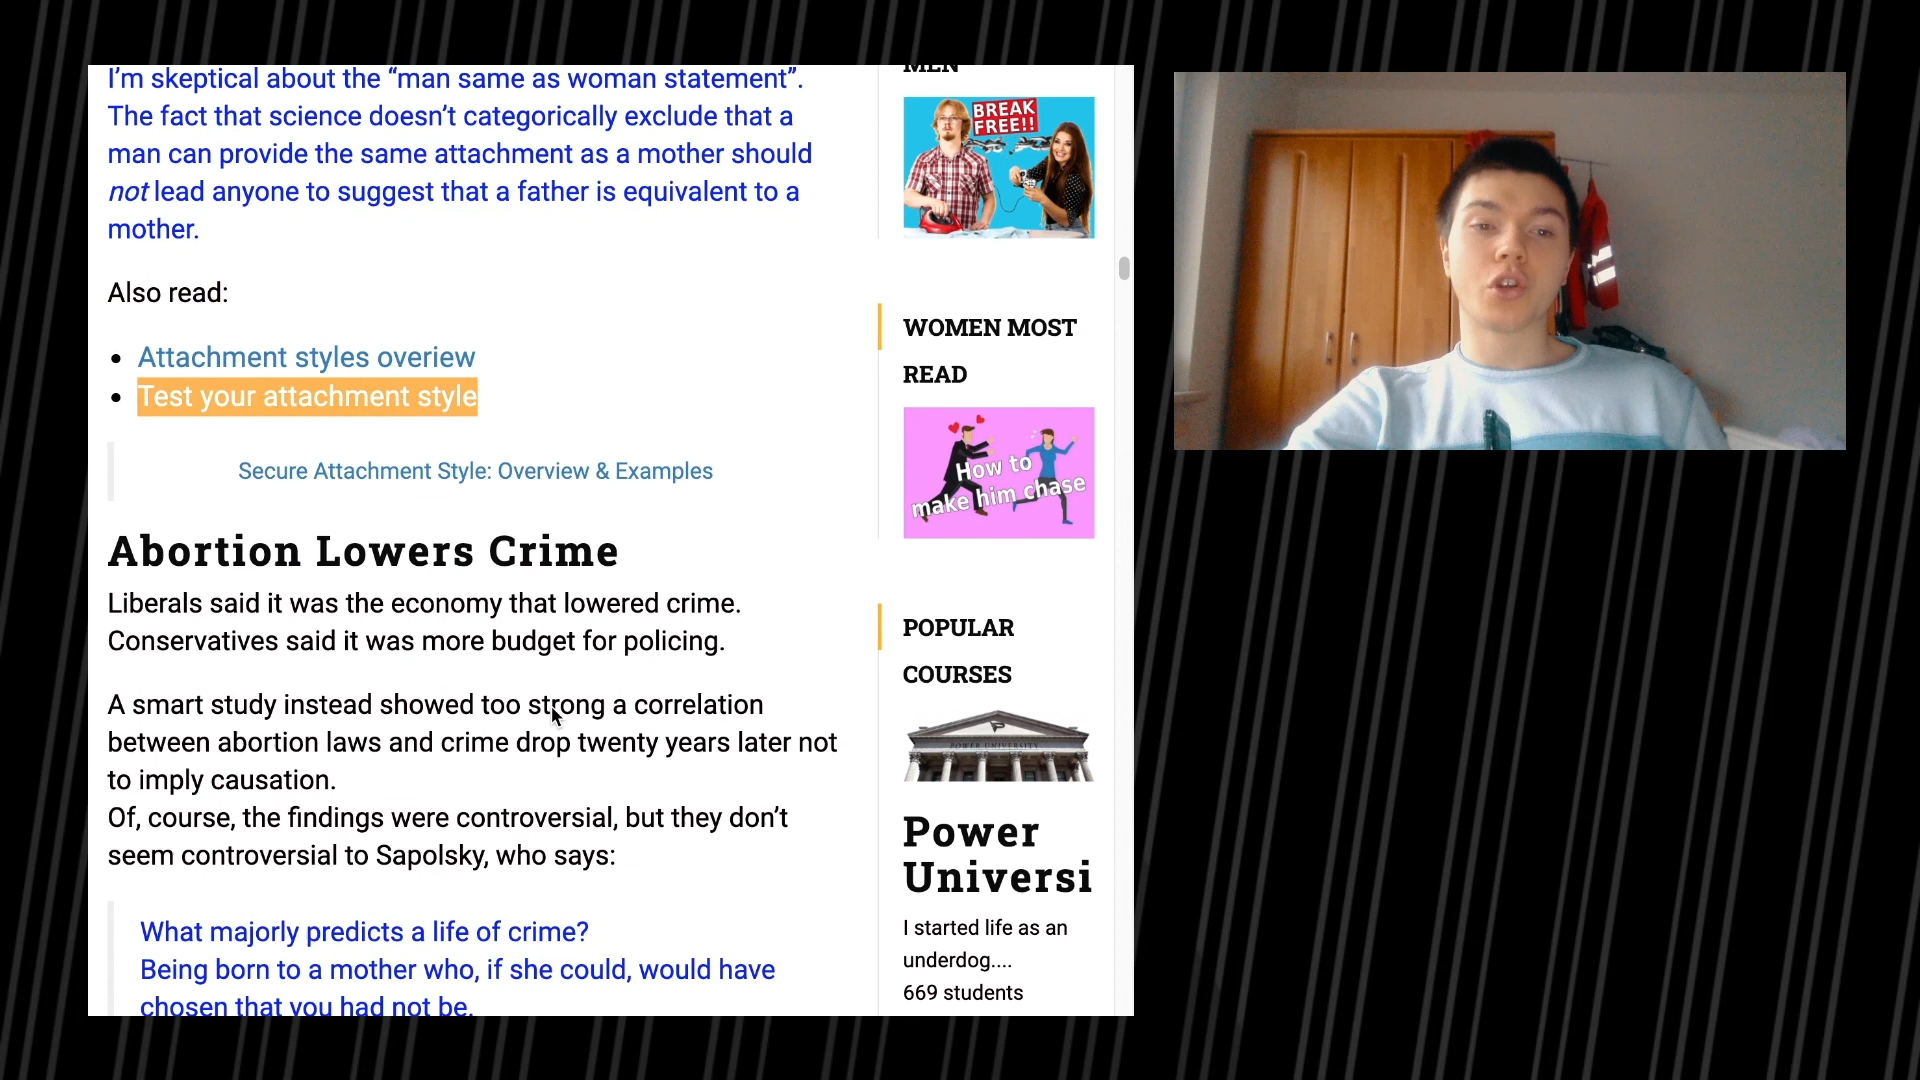 I'm skeptical about the “man same as woman statement”.
The fact that science doesn't categorically exclude that a
man can provide the same attachment as a mother should
not lead anyone to suggest that a father is equivalent to a
mother.
Also read:
Attachment styles overiew
Test your attachment style
Secure Attachment Style: Overview & Examples
Abortion Lowers Crime
Liberals said it was the economy that lowered crime.
Conservatives said it was more budget for policing.
A smart study instead showed too strong a correlation
between abortion laws and crime drop twenty years later not
to imply causation.
Of, course, the findings were controversial, but they don't
seem controversial to Sapolsky, who says:
What majorly predicts a life of crime?
Being born to a mother who, if she could, would have
chosen that you had not be.
MEN
BREAK
FREE!!
WOMEN MOST
READ
How to
make him chase
POPULAR
COURSES
POWER UNIVERSITY
Power
Universi
I started life as an
underdog....
669 students